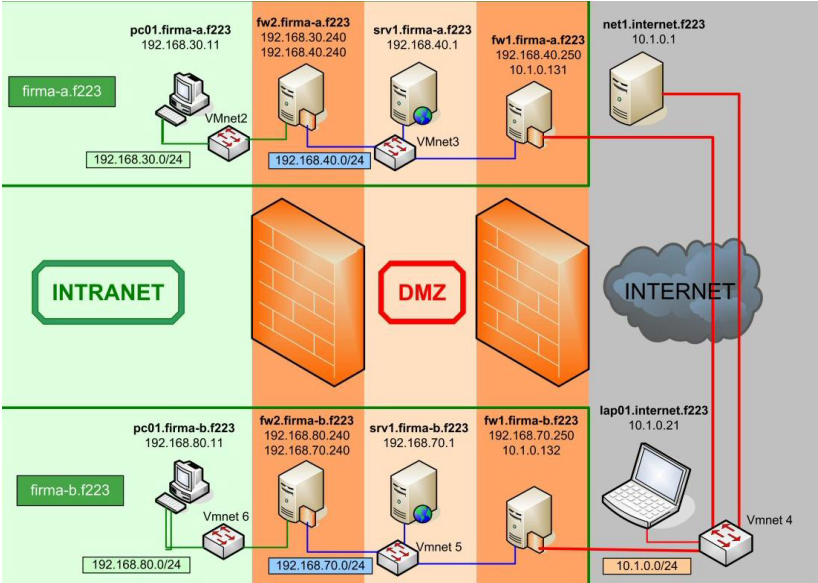 pc01.firma-a.f223
192.168.30.11
fw2.firma-a.f223
192.168.30.240
192.168.40.240
srv1.firma-a.f223
192.168.40.1
fw1.firma-a.f223
192.168.40.250
10.1.0.131
net1.internet.f223
10.1.0.1
firma-a.f223
VMnet2
VMnet3
192.168.30.0/24
192.168.40.0/24
INTRANET
DMZ
INTERNET
pc01.firma-b.f223
192.168.80.11
fw2.firma-b.f223
192.168.80.240
192.168.70.240
srv1.firma-b.f223
192.168.70.1
fw1.firma-b.f223
192.168.70.250
10.1.0.132
lap01.internet.f223
10.1.0.21
firma-b.f223
Vmnet 6
Vmnet 5
Vmnet 4
192.168.80.0/24
192.168.70.0/24
10.1.0.0/24